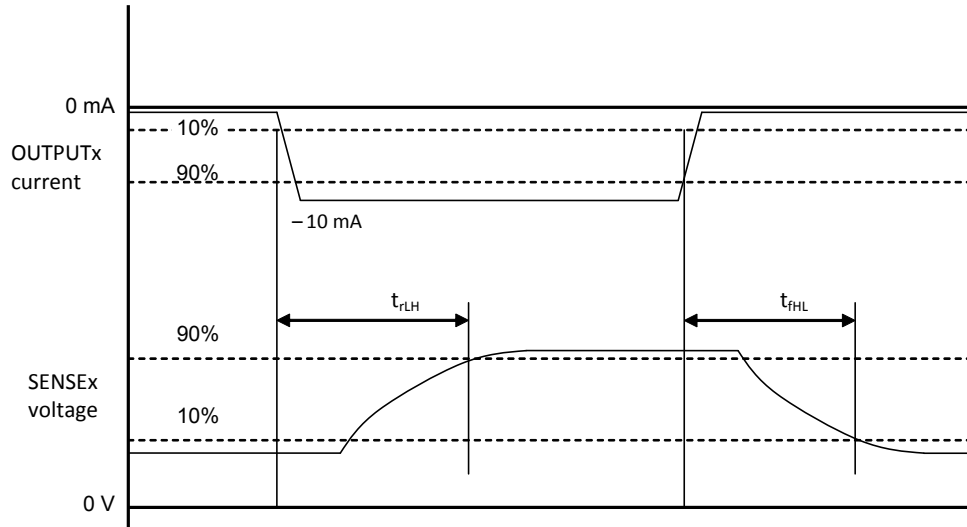 0 mA
10%
OUTPUTx
current
90%
– 10 mA
trLH
tfHL
90%
SENSEx
voltage
10%
0 V